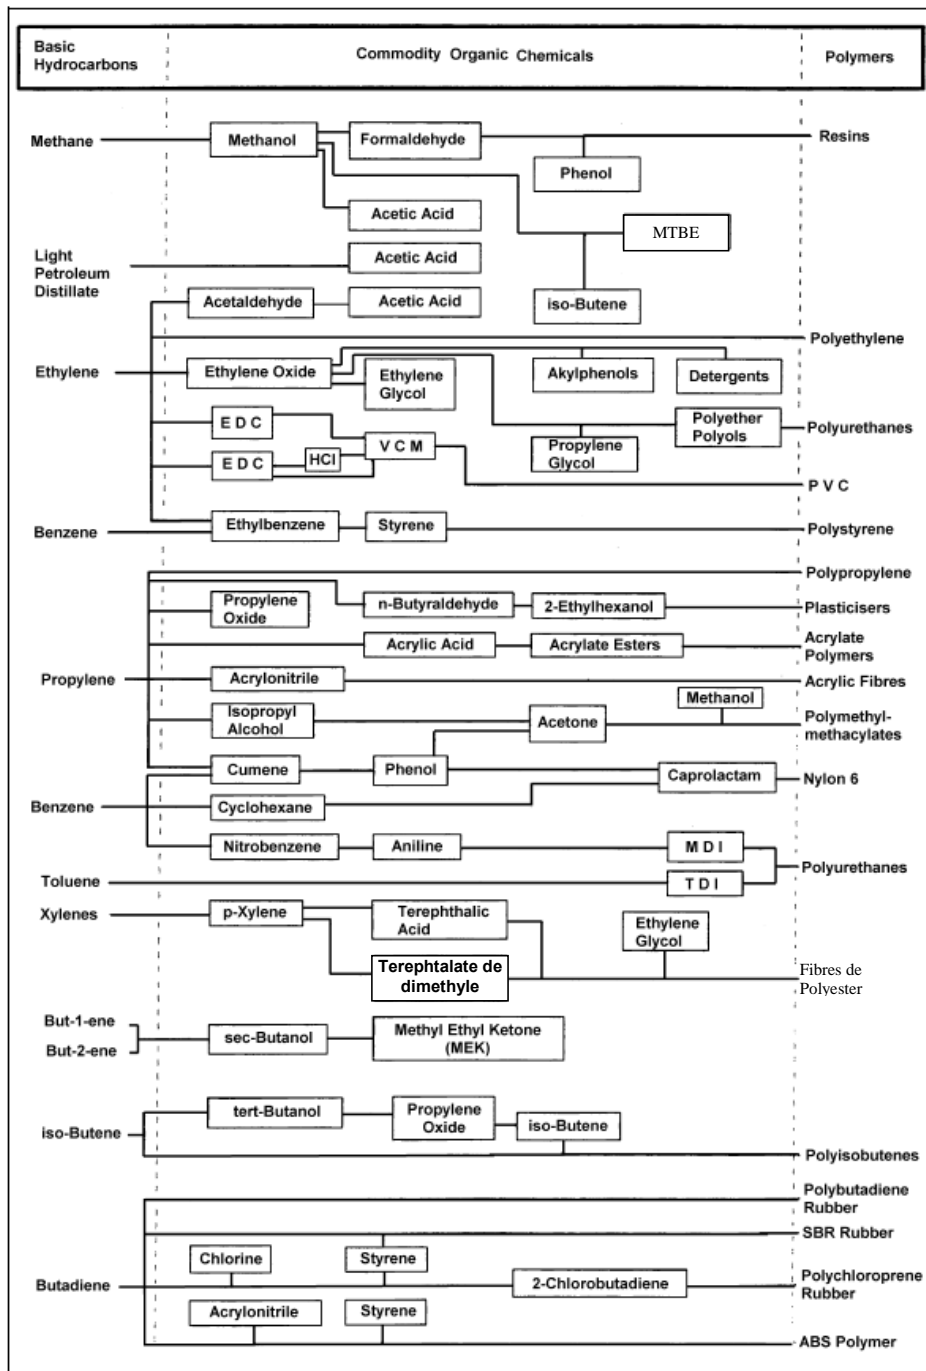 Basic
Hydrocarbons
Commodity Organic Chemicals
Polymers
Methane
Methanol
Formaldehyde
Resins
Phenol
Acetic Acid
MTBE
Light
Petroleum
Distillate
Acetic Acid
Acetaldehyde
Acetic Acid
iso-Butene
Polyethylene
Ethylene
Ethylene Oxide
Ethylene
Glycol
Akylphenols
Detergents
E D C
V C M
Propylene
Glycol
Polyether
Polyols
Polyurethanes
E D C
HCl
P V C
Benzene
Ethylbenzene
Styrene
Polystyrene
Polypropylene
Propylene
Oxide
n-Butyraldehyde
2-Ethylhexanol
Plasticisers
Acrylic Acid
Acrylate Esters
Acrylate
Polymers
Propylene
Acrylonitrile
Acrylic Fibres
Isopropyl
Alcohol
Acetone
Methanol
Polymethyl-
methacylates
Cumene
Phenol
Caprolactam
Nylon 6
Benzene
Cyclohexane
Nitrobenzene
Aniline
M D I
Polyurethanes
Toluene
T D I
Xylenes
p-Xylene
Terephthalic
Acid
Ethylene
Glycol
Terephtalate de
dimethyle
Fibres de
Polyester
But-1-ene
But-2-ene
sec-Butanol
Methyl Ethyl Ketone
(MEK)
iso-Butene
tert-Butanol
Propylene
Oxide
iso-Butene
Polyisobutenes
Polybutadiene
Rubber
SBR Rubber
Butadiene
Chlorine
Styrene
2-Chlorobutadiene
Polychloroprene
Rubber
Acrylonitrile
Styrene
ABS Polymer